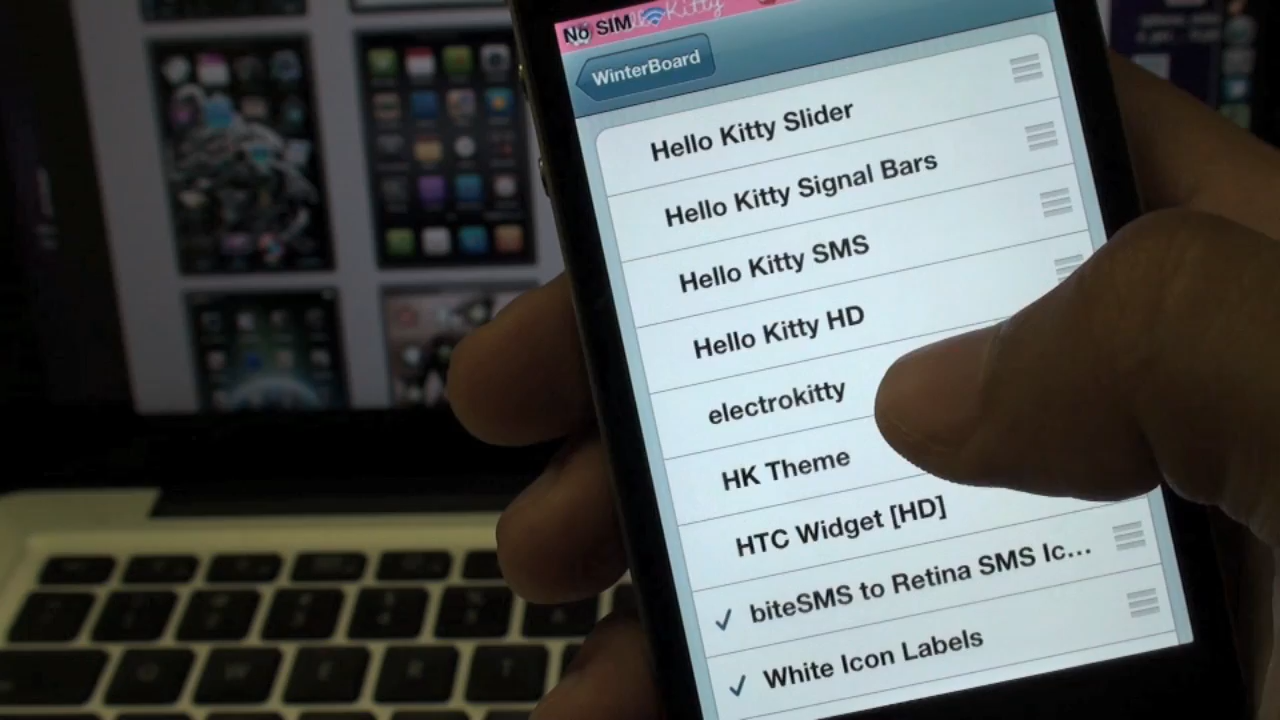 No SIM
Kitty
WinterBoard
Hello Kitty Slider
Hello Kitty Signal Bars
Hello Kitty SMS
Hello Kitty HD
electrokitty
HK Theme
HTC Widget [HD]
biteSMS to Retina SMS Ic...
White Icon Labels
Q W E R T